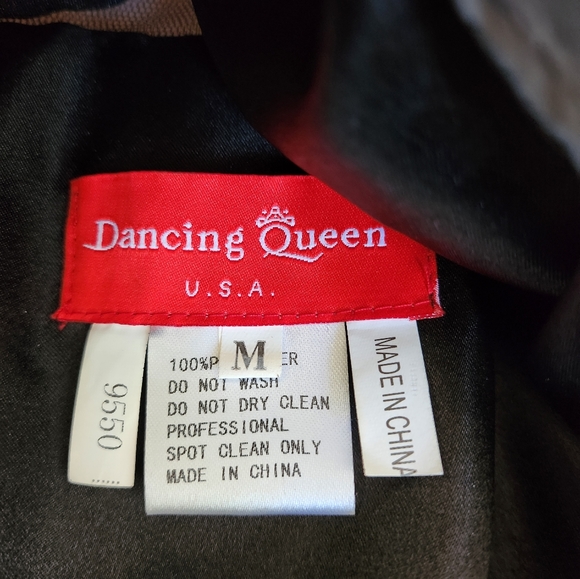 Dancing Queen
U.S.A.
9550
M
100%P ER
DO NOT WASH
DO NOT DRY CLEAN
PROFESSIONAL
SPOT CLEAN ONLY
MADE IN CHINA
MADE IN CHINA